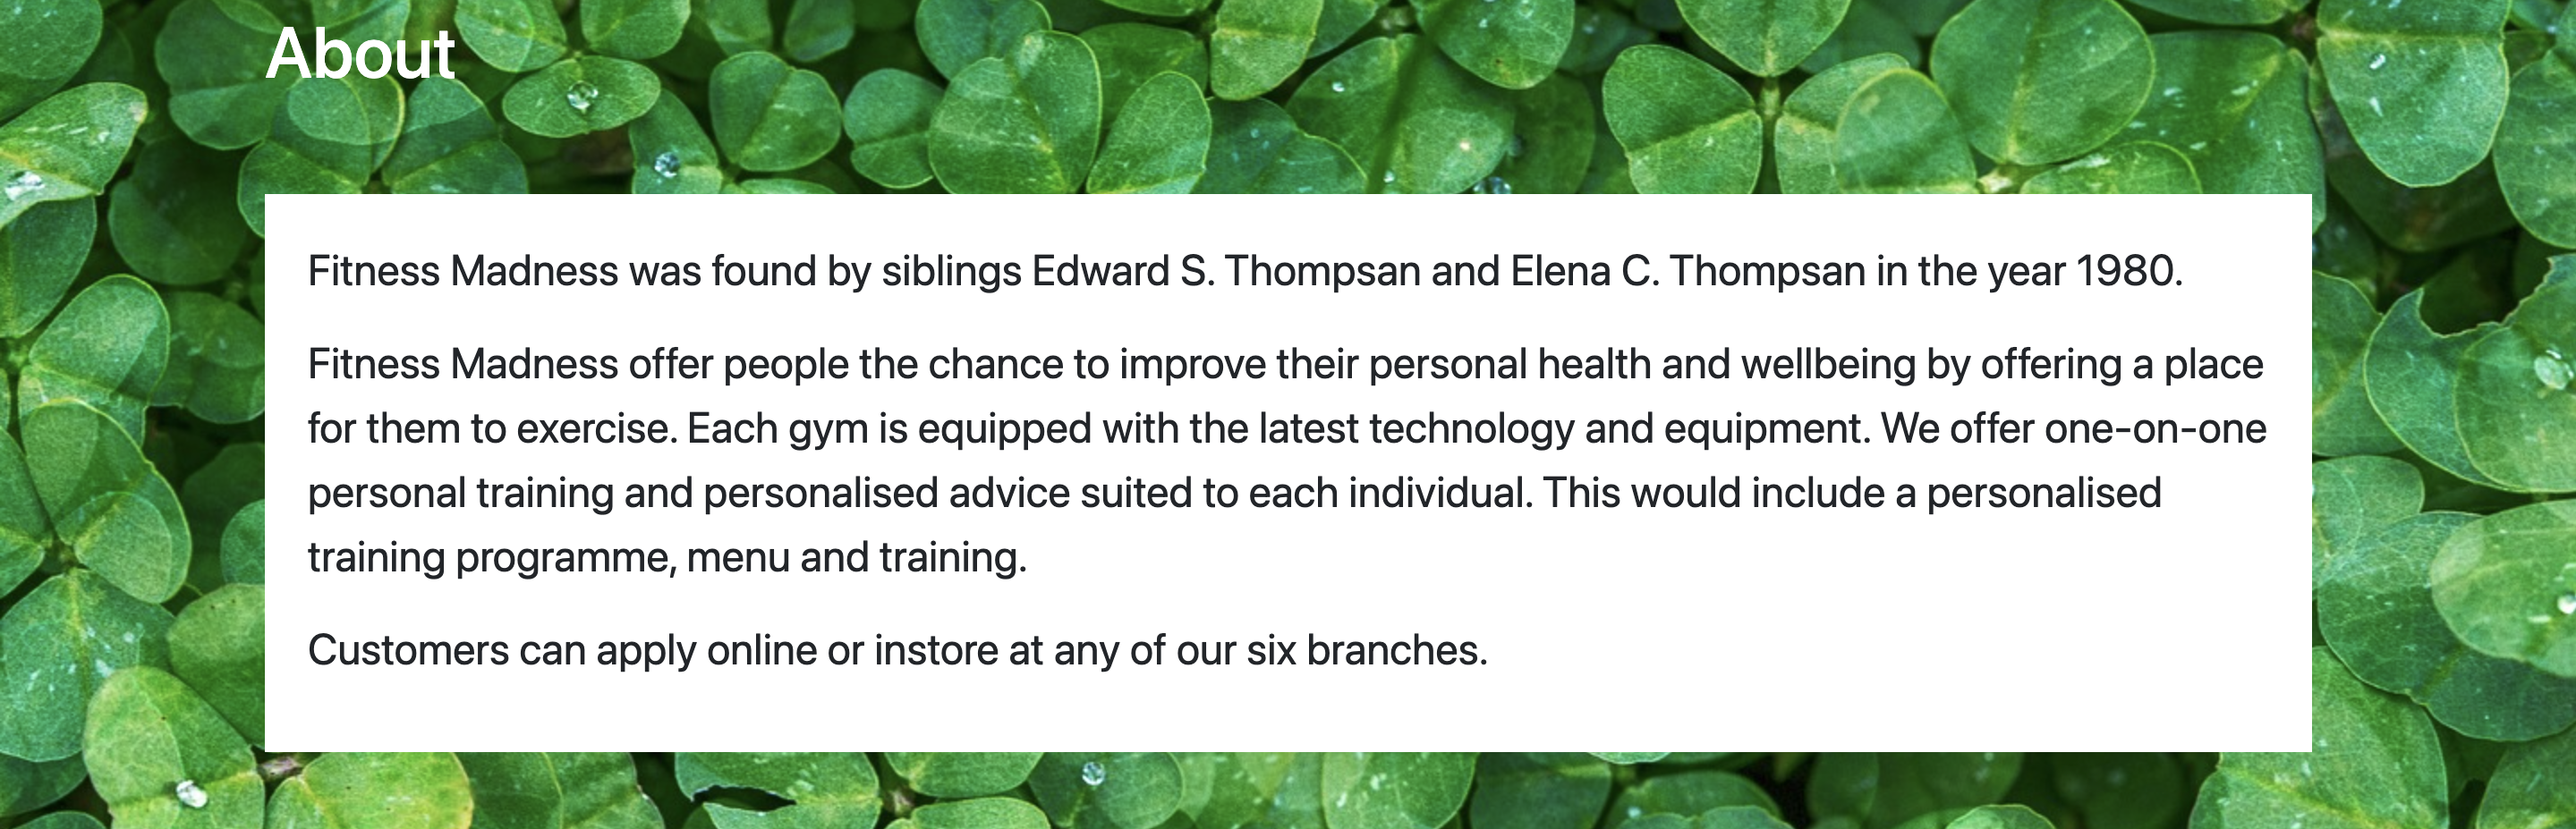 About
Fitness Madness was found by siblings Edward S. Thompsan and Elena C. Thompsan in the year 1980.
Fitness Madness offer people the chance to improve their personal health and wellbeing by offering a place
for them to exercise. Each gym is equipped with the latest technology and equipment. We offer one-on-one
personal training and personalised advice suited to each individual. This would include a personalised
training programme, menu and training.
Customers can apply online or instore at any of our six branches.